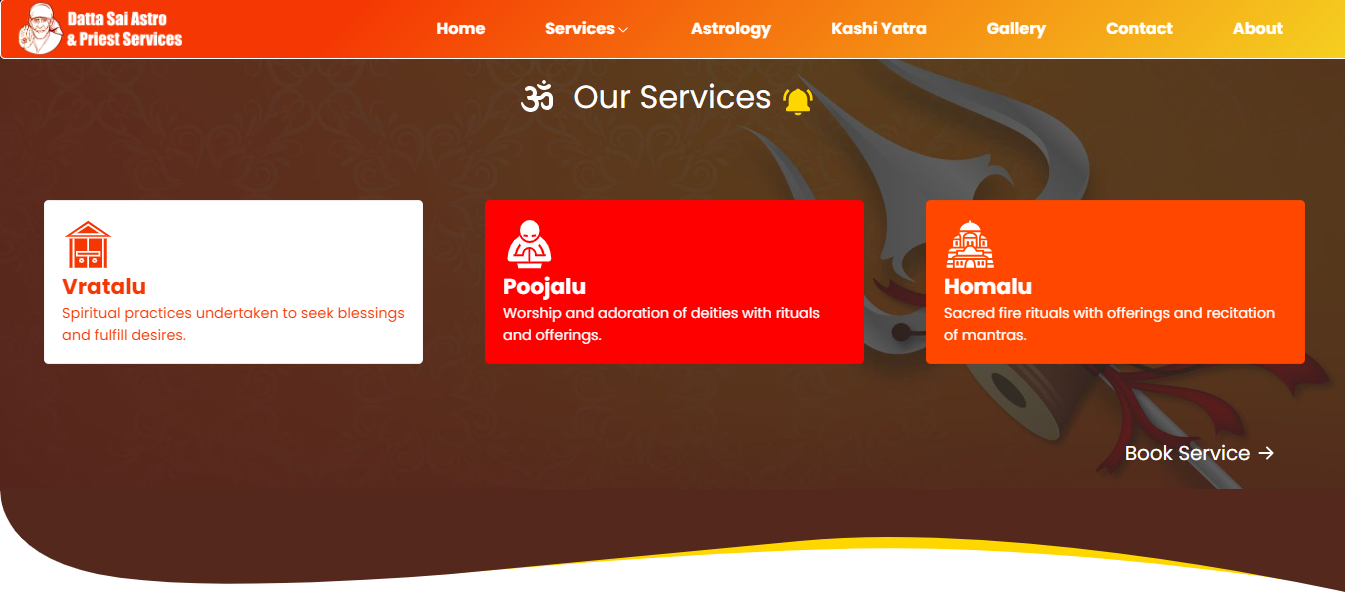 Datta Sai Astro
& Priest Services
Home
Services
Astrology
Kashi Yatra
Gallery
Contact
About
ॐ Our Services
Vratalu
Spiritual practices undertaken to seek blessings
and fulfill desires.
Poojalu
Worship and adoration of deities with rituals
and offerings.
Homalu
Sacred fire rituals with offerings and recitation
of mantras.
Book Service →